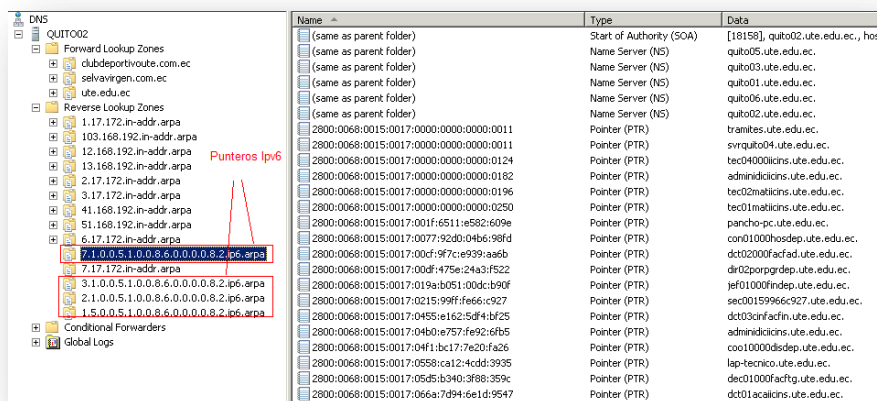 DNS
QUITO02
Forward Lookup Zones
clubdeportivoute.com.ec
selvavirgen.com.ec
ute.edu.ec
Reverse Lookup Zones
1.17.172.in-addr.arpa
103.168.192.in-addr.arpa
12.168.192.in-addr.arpa
13.168.192.in-addr.arpa
2.17.172.in-addr.arpa
3.17.172.in-addr.arpa
41.168.192.in-addr.arpa
51.168.192.in-addr.arpa
6.17.172.in-addr.arpa
7.1.0.0.5.1.0.0.8.6.0.0.0.0.8.2.ip6.arpa
7.17.172.in-addr.arpa
3.1.0.0.5.1.0.0.8.6.0.0.0.0.8.2.ip6.arpa
2.1.0.0.5.1.0.0.8.6.0.0.0.0.8.2.ip6.arpa
1.5.0.0.5.1.0.0.8.6.0.0.0.0.8.2.ip6.arpa
Conditional Forwarders
Global Logs
Punteros Ipv6
Name Type Data
(same as parent folder) Start of Authority (SOA) [18158], quito02.ute.edu.ec., hos
(same as parent folder) Name Server (NS) quito05.ute.edu.ec.
(same as parent folder) Name Server (NS) quito03.ute.edu.ec.
(same as parent folder) Name Server (NS) quito01.ute.edu.ec.
(same as parent folder) Name Server (NS) quito06.ute.edu.ec.
(same as parent folder) Name Server (NS) quito02.ute.edu.ec.
2800:0068:0015:0017:0000:0000:0000:0011 Pointer (PTR) tramites.ute.edu.ec.
2800:0068:0015:0017:0000:0000:0000:0011 Pointer (PTR) svrquito04.ute.edu.ec.
2800:0068:0015:0017:0000:0000:0000:0124 Pointer (PTR) tec04000iicins.ute.edu.ec.
2800:0068:0015:0017:0000:0000:0000:0182 Pointer (PTR) adminidiciicins.ute.edu.ec.
2800:0068:0015:0017:0000:0000:0000:0196 Pointer (PTR) tec02matiicins.ute.edu.ec.
2800:0068:0015:0017:0000:0000:0000:0250 Pointer (PTR) tec01matiicins.ute.edu.ec.
2800:0068:0015:0017:001f:6511:e582:609e Pointer (PTR) pancho-pc.ute.edu.ec.
2800:0068:0015:0017:0077:92d0:04b6:98fd Pointer (PTR) con01000hosdep.ute.edu.ec.
2800:0068:0015:0017:00cf:9f7c:e939:aa6b Pointer (PTR) dct02000facfad.ute.edu.ec.
2800:0068:0015:0017:00df:475e:24a3:f522 Pointer (PTR) dir02porpgrdep.ute.edu.ec.
2800:0068:0015:0017:019a:b051:00dc:b90f Pointer (PTR) jef01000findep.ute.edu.ec.
2800:0068:0015:0017:0215:99ff:fe66:c927 Pointer (PTR) sec00159966c927.ute.edu.ec.
2800:0068:0015:0017:0455:e162:5df4:bf25 Pointer (PTR) dct03cinfacfin.ute.edu.ec.
2800:0068:0015:0017:04b0:e757:fe92:6fb5 Pointer (PTR) adminidiciicins.ute.edu.ec.
2800:0068:0015:0017:04f1:bc17:7e20:fa26 Pointer (PTR) coo10000disdep.ute.edu.ec.
2800:0068:0015:0017:0558:ca12:4cdd:3935 Pointer (PTR) lap-tecnico.ute.edu.ec.
2800:0068:0015:0017:05d5:b340:3f88:359c Pointer (PTR) dec01000facftg.ute.edu.ec.
2800:0068:0015:0017:066a:7d94:6e1d:9547 Pointer (PTR) dct01acaiicins.ute.edu.ec.